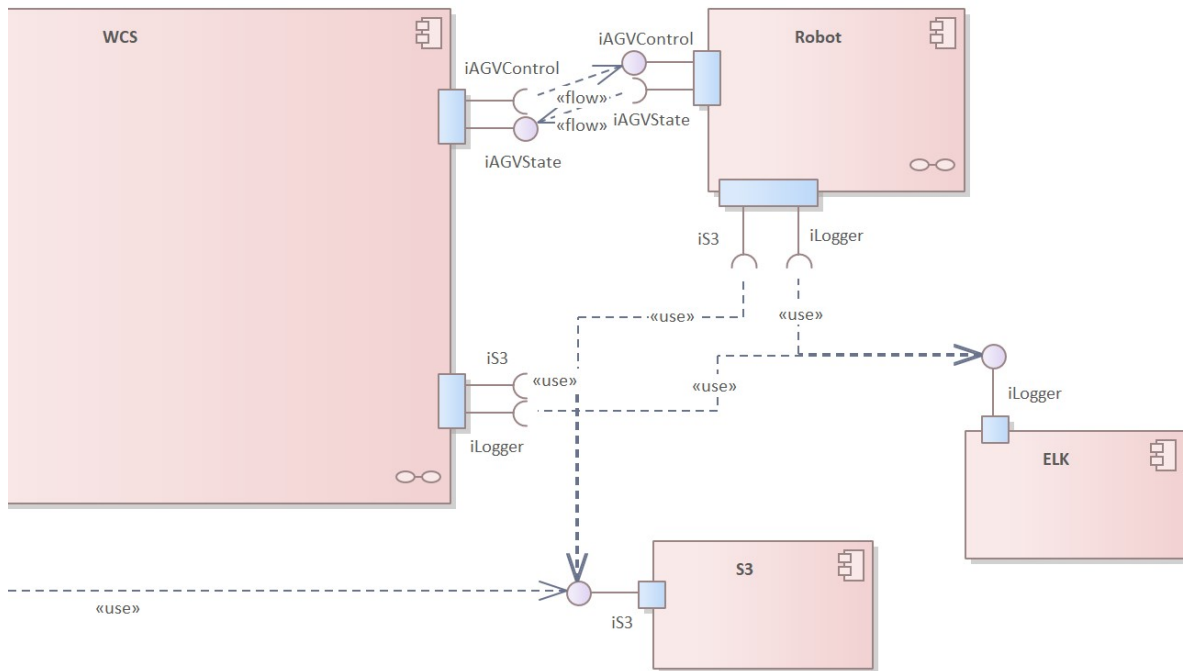 WCS
Robot
iAGVControl
iAGVControl
«flow»
«flow»
iAGVState
iAGVState
iS3
iLogger
«use»
«use»
iS3
«use»
«use»
iLogger
iLogger
ELK
S3
«use»
iS3